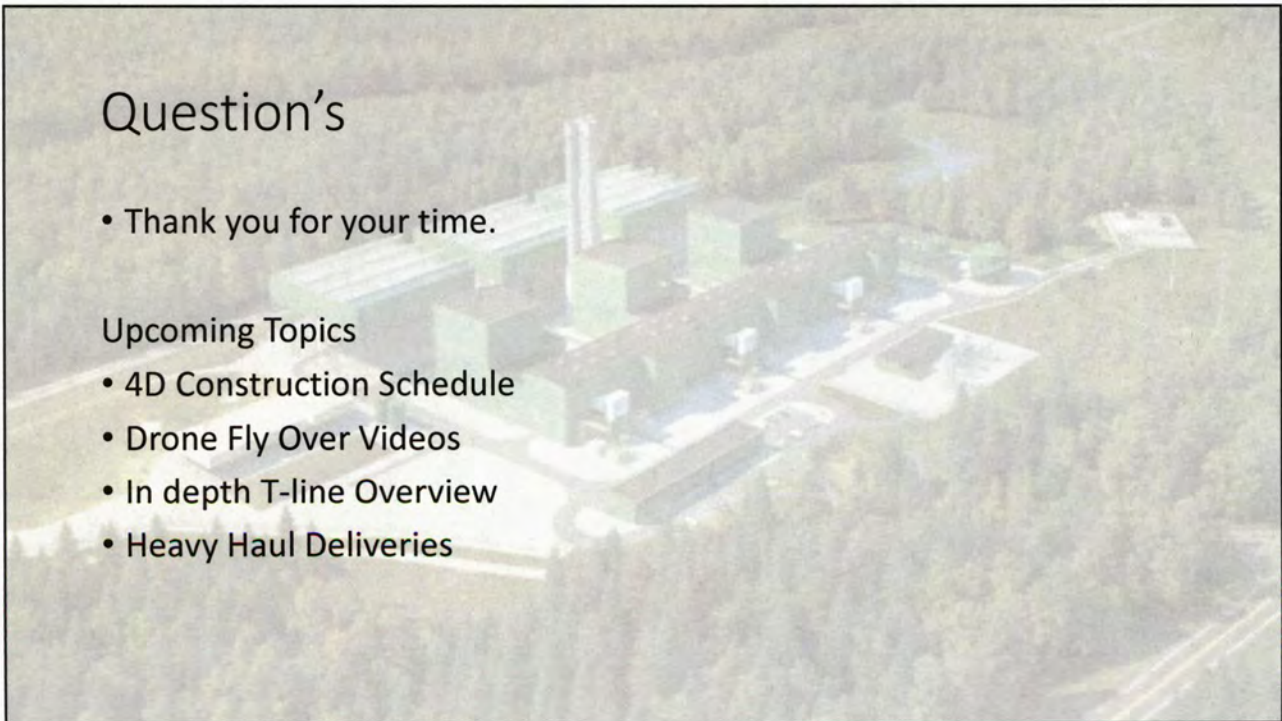 Question's
• Thank you for your time.
Upcoming Topics
• 4D Construction Schedule
• Drone Fly Over Videos
• In depth T-line Overview
• Heavy Haul Deliveries